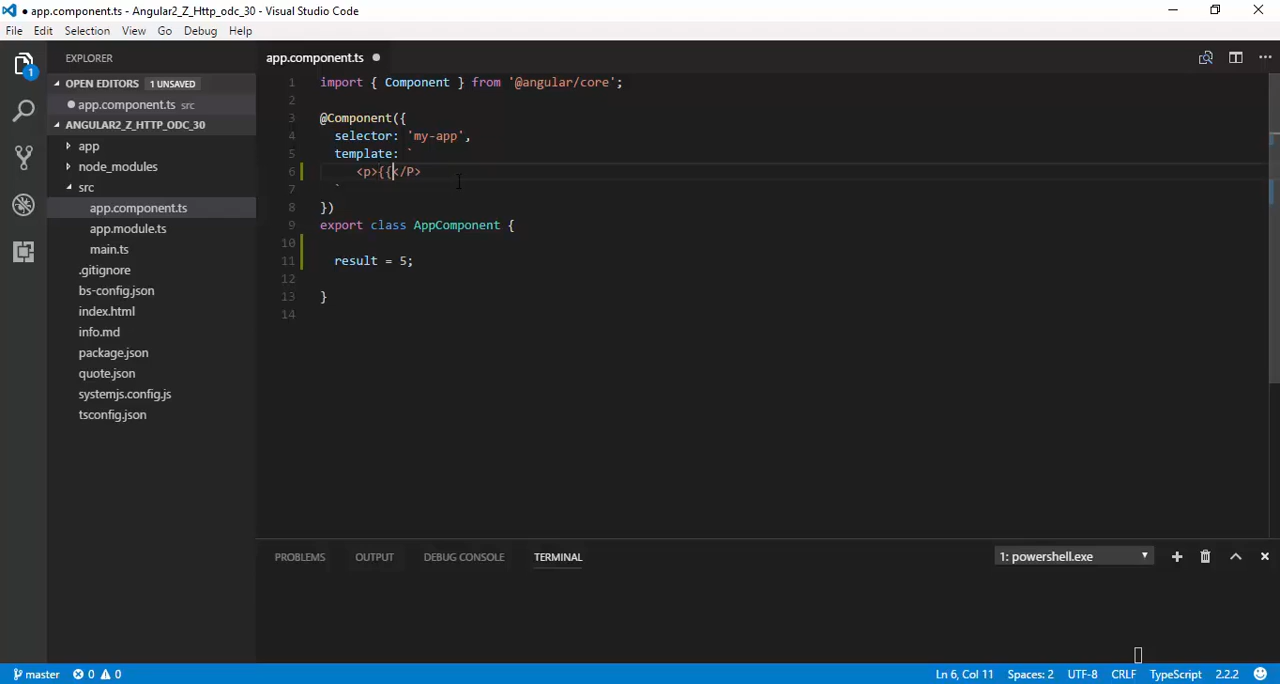 ● app.component.ts - Angular2_Z_Http_odc_30 - Visual Studio Code
File Edit Selection View Go Debug Help
EXPLORER
OPEN EDITORS 1 UNSAVED
● app.component.ts src
ANGULAR2_Z_HTTP_ODC_30
app
node_modules
src
app.component.ts
app.module.ts
main.ts
.gitignore
bs-config.json
index.html
info.md
package.json
quote.json
systemjs.config.js
tsconfig.json
1
app.component.ts ●
1 import { Component } from '@angular/core';
2
3 @Component({
4 selector: 'my-app',
5 template: `
6 <p>{{</P>
7 `
8 })
9 export class AppComponent {
10
11 result = 5;
12
13 }
14
PROBLEMS OUTPUT DEBUG CONSOLE TERMINAL 1: powershell.exe
master 0 0 Ln 6, Col 11 Spaces: 2 UTF-8 CRLF TypeScript 2.2.2